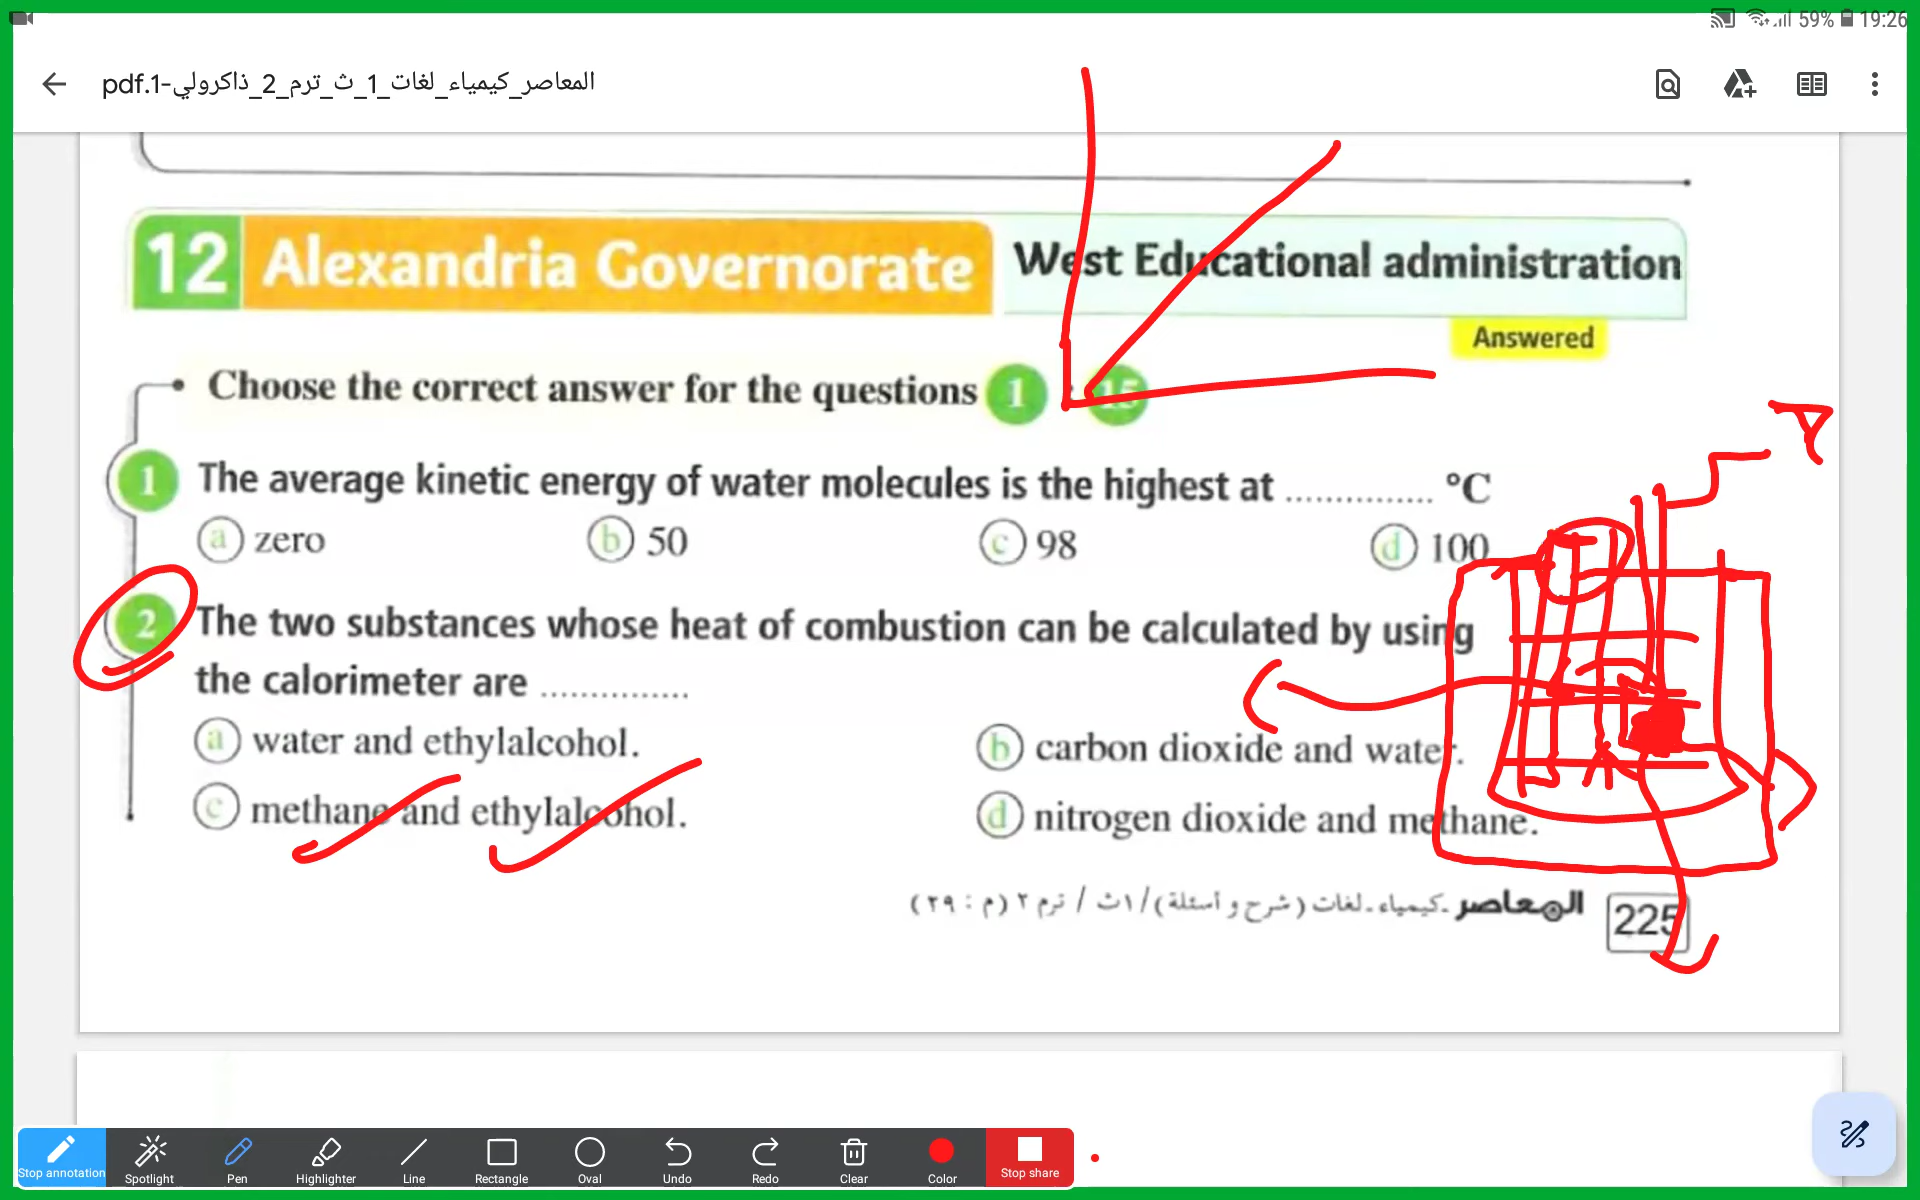 59% 19:26
المعاصر_كيمياء_لغات_1_ث_ترم_2_ذاكرولي-1.pdf
12 Alexandria Governorate West Educational administration
Answered
Choose the correct answer for the questions 1 : 15
1 The average kinetic energy of water molecules is the highest at ............... °C
a zero b 50 c 98 d 100
2 The two substances whose heat of combustion can be calculated by using
the calorimeter are ...............
a water and ethylalcohol. b carbon dioxide and water.
c methane and ethylalcohol. d nitrogen dioxide and methane.
المعاصر ـ كيمياء ـ لغات (شرح و أسئلة) / ١ث / ترم ٢ (م : ٢٩) 225
Stop annotation Spotlight Pen Highlighter Line Rectangle Oval Undo Redo Clear Color Stop share